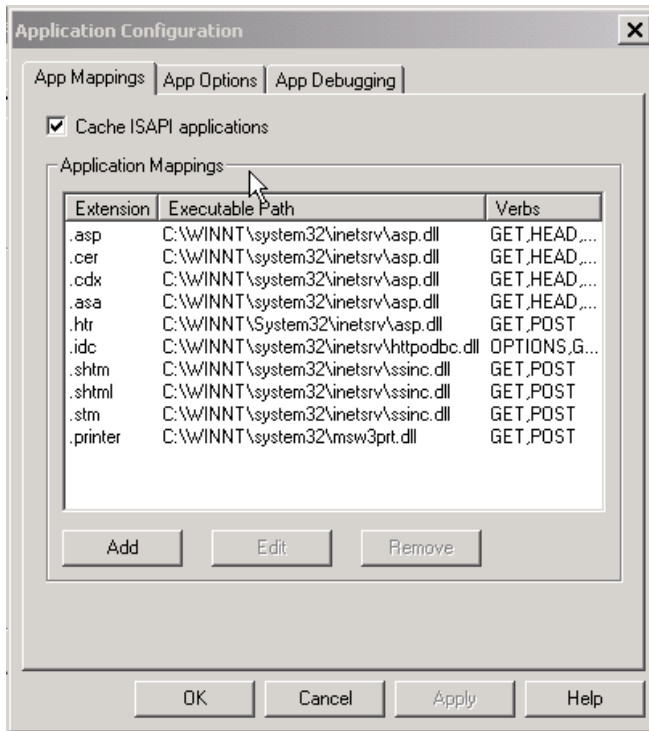 Application Configuration
App Mappings App Options App Debugging
Cache ISAPI applications
Application Mappings
Extension Executable Path Verbs
.asp C:\WINNT\system32\inetsrv\asp.dll GET,HEAD,...
.cer C:\WINNT\system32\inetsrv\asp.dll GET,HEAD,...
.cdx C:\WINNT\system32\inetsrv\asp.dll GET,HEAD,...
.asa C:\WINNT\system32\inetsrv\asp.dll GET,HEAD,...
.htr C:\WINNT\System32\inetsrv\asp.dll GET,POST
.idc C:\WINNT\system32\inetsrv\httpodbc.dll OPTIONS,G...
.shtm C:\WINNT\system32\inetsrv\ssinc.dll GET,POST
.shtml C:\WINNT\system32\inetsrv\ssinc.dll GET,POST
.stm C:\WINNT\system32\inetsrv\ssinc.dll GET,POST
.printer C:\WINNT\system32\msw3prt.dll GET,POST
Add Edit Remove
OK Cancel Apply Help